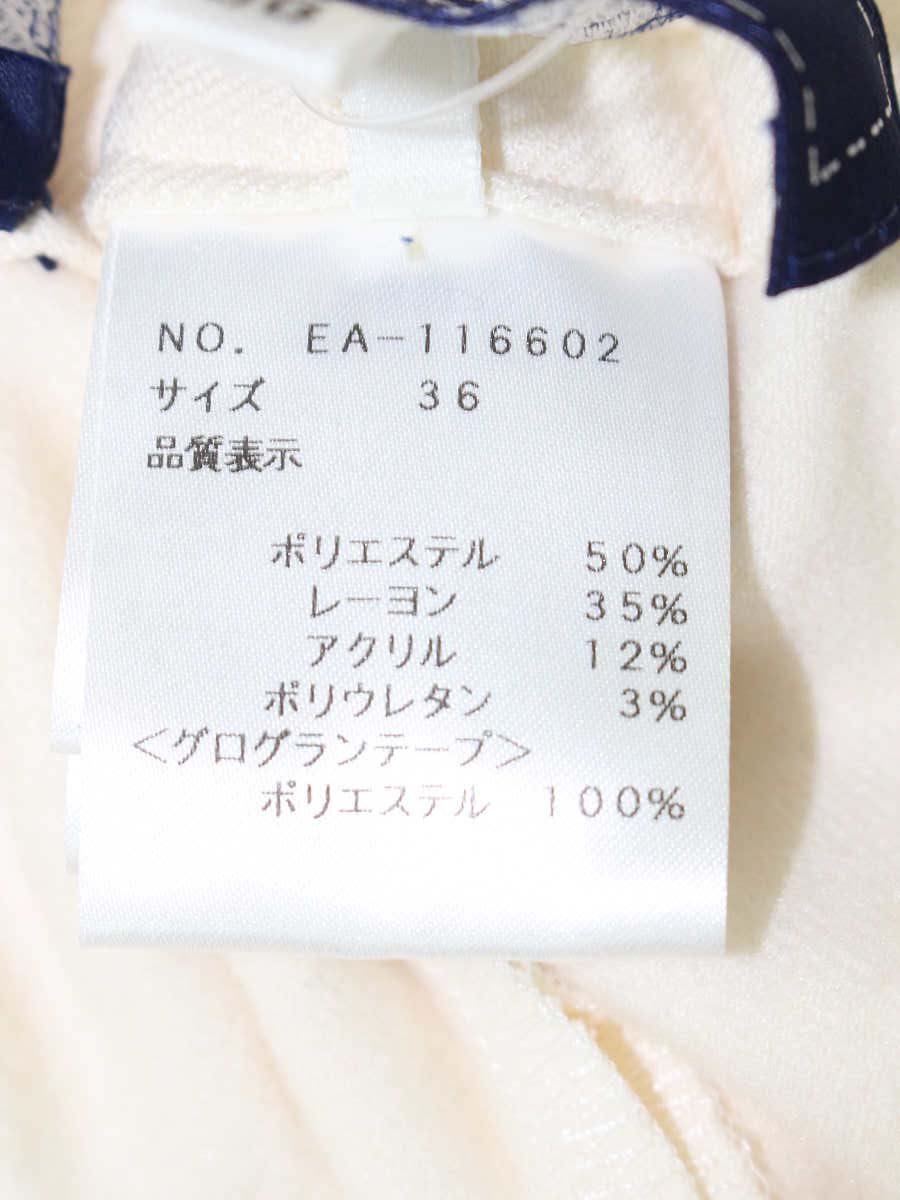 NO. EA-116602
サイズ 36
品質表示
ポリエステル 50%
レーヨン 35%
アクリル 12%
ポリウレタン 3%
<グログランテープ>
ポリエステル 100%